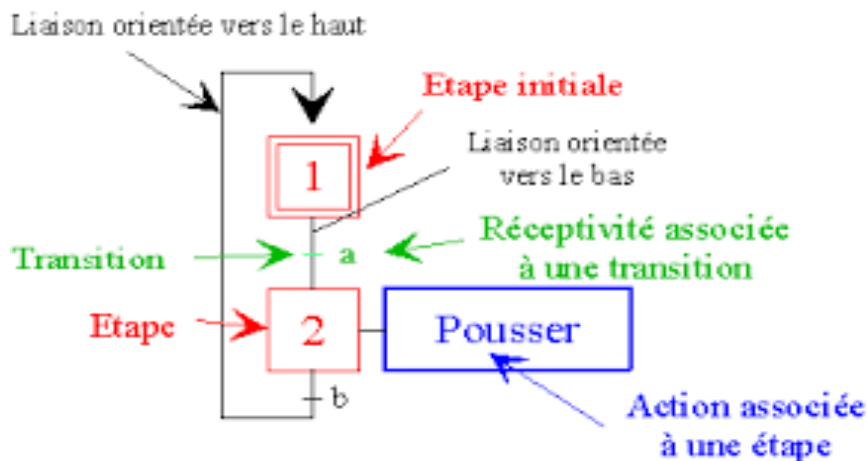 Liaison orientée vers le haut
Etape initiale
Liaison orientée
vers le bas
1
Transition
a
Réceptivité associée
à une transition
Etape
2
Pousser
b
Action associée
à une étape